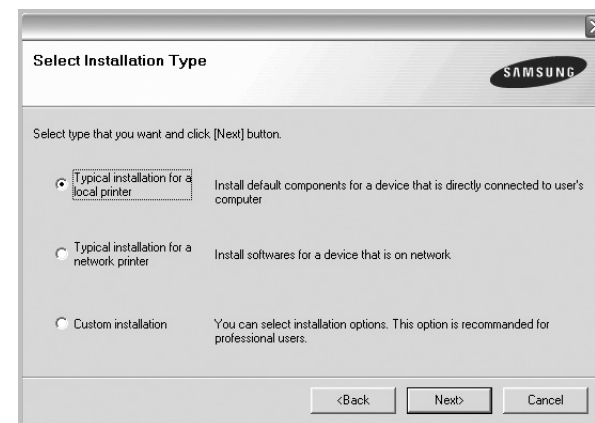 Select Installation Type
SAMSUNG
Select type that you want and click [Next] button.
Typical installation for a
local printer
Install default components for a device that is directly connected to user's
computer
Typical installation for a
network printer
Install softwares for a device that is on network
Custom installation
You can select installation options. This option is recommanded for
professional users.
<Back
Next>
Cancel